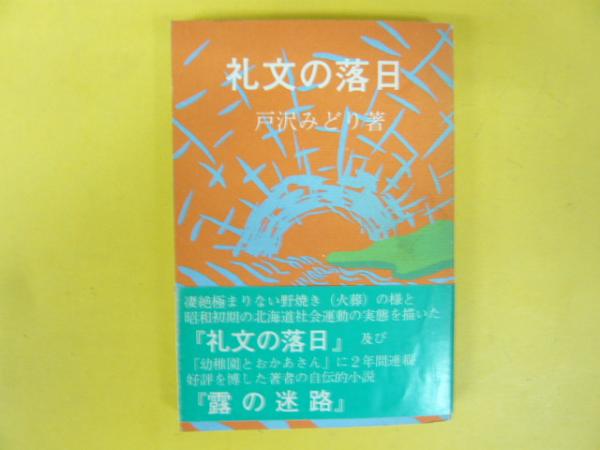 礼文の落日
戸沢みどり著
凄絶極まりない野焼き(火葬)の様と
昭和初期の北海道社会運動の実態を描いた
『礼文の落日』 及び
「幼稚園とおかあさん」に2年間連載
好評を博した著者の自伝的小説
『露の迷路』